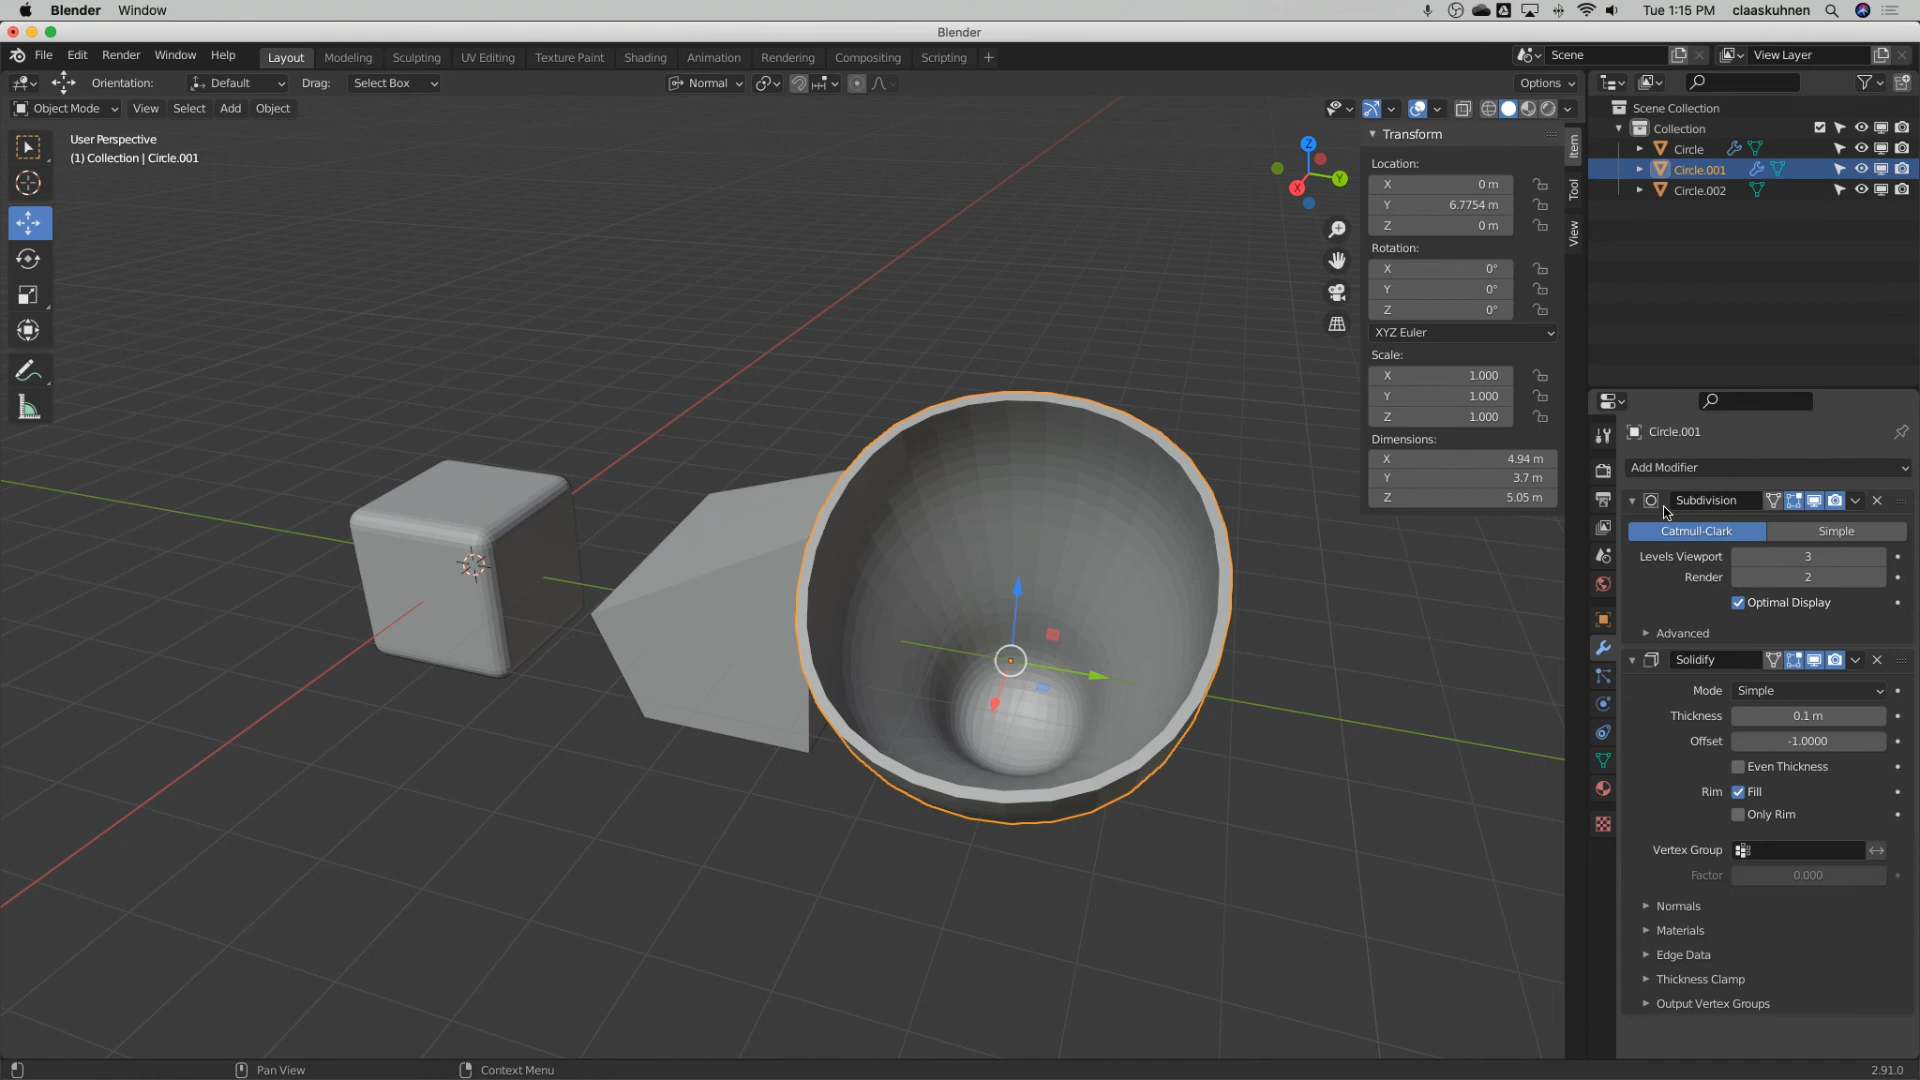 Blender Window
Tue 1:15 PM claaskuhnen
Blender
File Edit Render Window Help Layout Modeling Sculpting UV Editing Texture Paint Shading Animation Rendering Compositing Scripting + Scene View Layer
Orientation: Default Drag: Select Box Normal Options
Object Mode View Select Add Object
User Perspective
(1) Collection | Circle.001
Z
Y
X
Transform
Location:
X 0 m
Y 6.7754 m
Z 0 m
Rotation:
X 0°
Y 0°
Z 0°
XYZ Euler
Scale:
X 1.000
Y 1.000
Z 1.000
Dimensions:
X 4.94 m
Y 3.7 m
Z 5.05 m
Item
Tool
View
Scene Collection
Collection
Circle
Circle.001
Circle.002
Circle.001
Add Modifier
Subdivision
Catmull-Clark Simple
Levels Viewport 3
Render 2
Optimal Display
Advanced
Solidify
Mode Simple
Thickness 0.1 m
Offset -1.0000
Even Thickness
Rim Fill
Only Rim
Vertex Group
Factor 0.000
Normals
Materials
Edge Data
Thickness Clamp
Output Vertex Groups
Pan View Context Menu 2.91.0